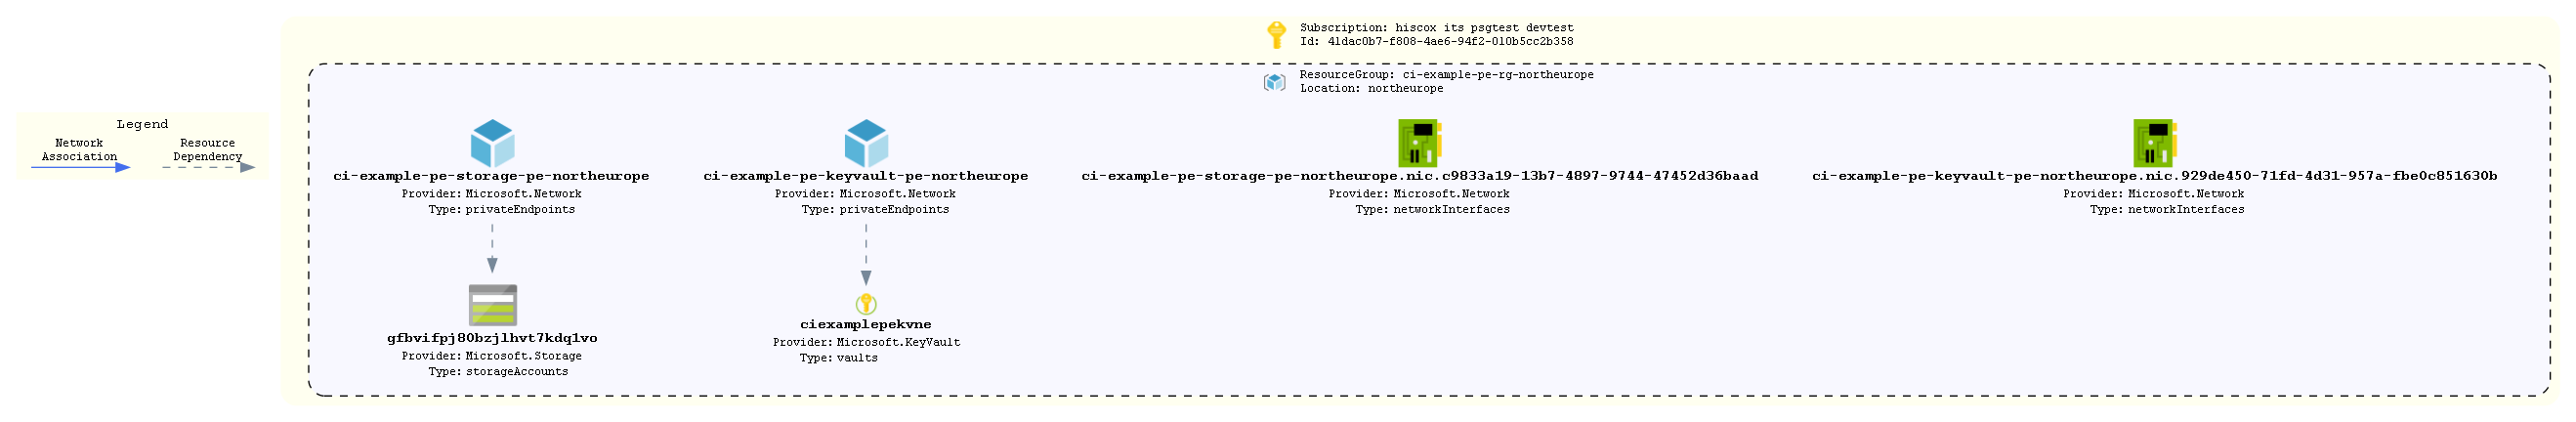 Subscription: hiscox its psgtest devtest
Id: 41dac0b7-f808-4ae6-94f2-010b5cc2b358
ResourceGroup: ci-example-pe-rg-northeurope
Location: northeurope
Legend
Network
Association
Resource
Dependency
ci-example-pe-storage-pe-northeurope
Provider: Microsoft.Network
Type: privateEndpoints
ci-example-pe-keyvault-pe-northeurope
Provider: Microsoft.Network
Type: privateEndpoints
ci-example-pe-storage-pe-northeurope.nic.c9833a19-13b7-4897-9744-47452d36baad
Provider: Microsoft.Network
Type: networkInterfaces
ci-example-pe-keyvault-pe-northeurope.nic.929de450-71fd-4d31-957a-fbe0c851630b
Provider: Microsoft.Network
Type: networkInterfaces
gfbvifpj80bzjlhvt7kdq1vo
Provider: Microsoft.Storage
Type: storageAccounts
ciexamplepekvne
Provider: Microsoft.KeyVault
Type: vaults